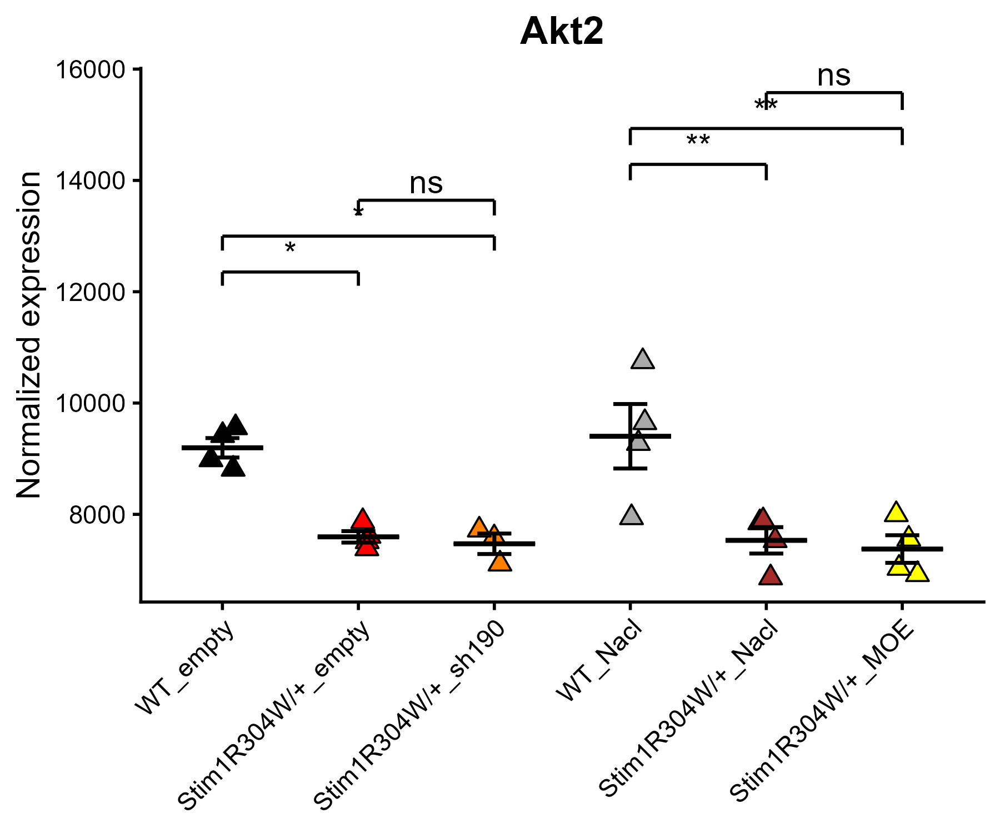 Akt2
Normalized expression
16000
14000
12000
10000
8000
ns
**
**
ns
*
*
WT_empty
Stim1R304W/+_empty
Stim1R304W/+_sh190
WT_Nacl
Stim1R304W/+_Nacl
Stim1R304W/+_MOE